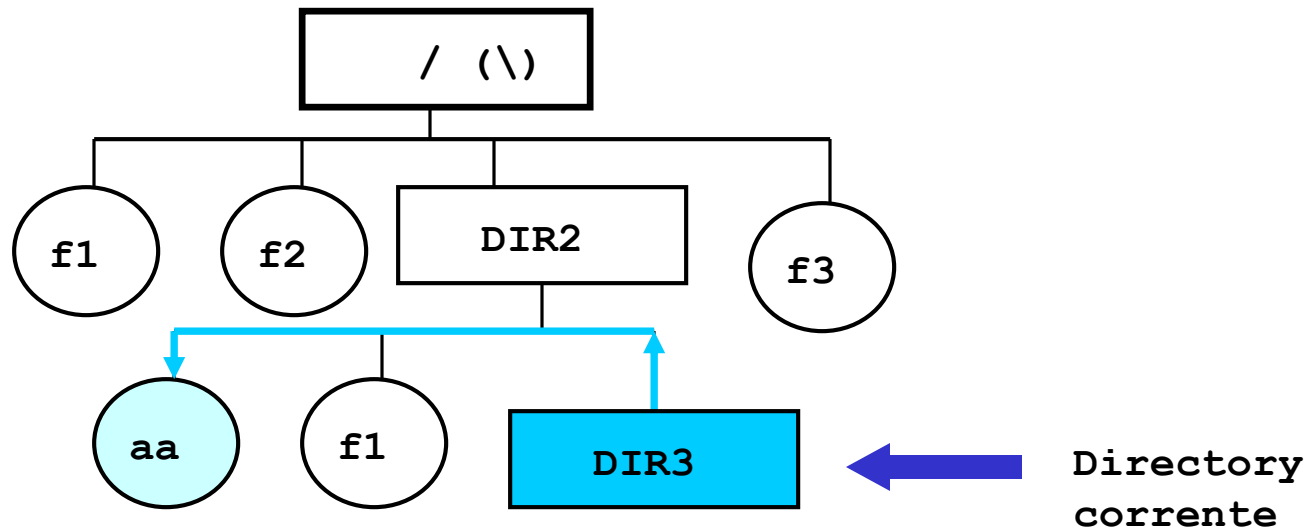 / (\)
f1
f2
DIR2
f3
aa
f1
DIR3
Directory
corrente